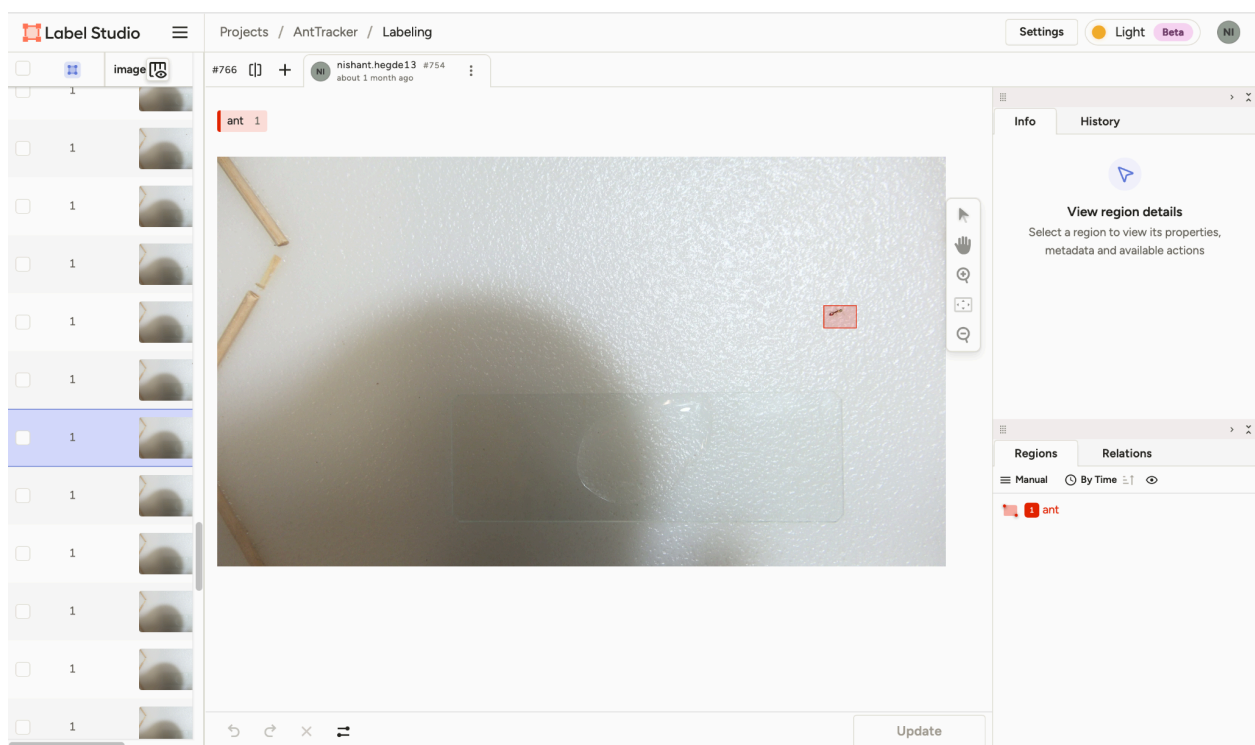 Label Studio
Projects / AntTracker / Labeling
Settings
Light Beta
NI
image
#766
NI
nishant.hegde13 #754
about 1 month ago
ant 1
Info
History
View region details
Select a region to view its properties,
metadata and available actions
Regions
Relations
Manual
By Time
1 ant
1
1
1
1
1
1
1
1
1
1
1
1
Update